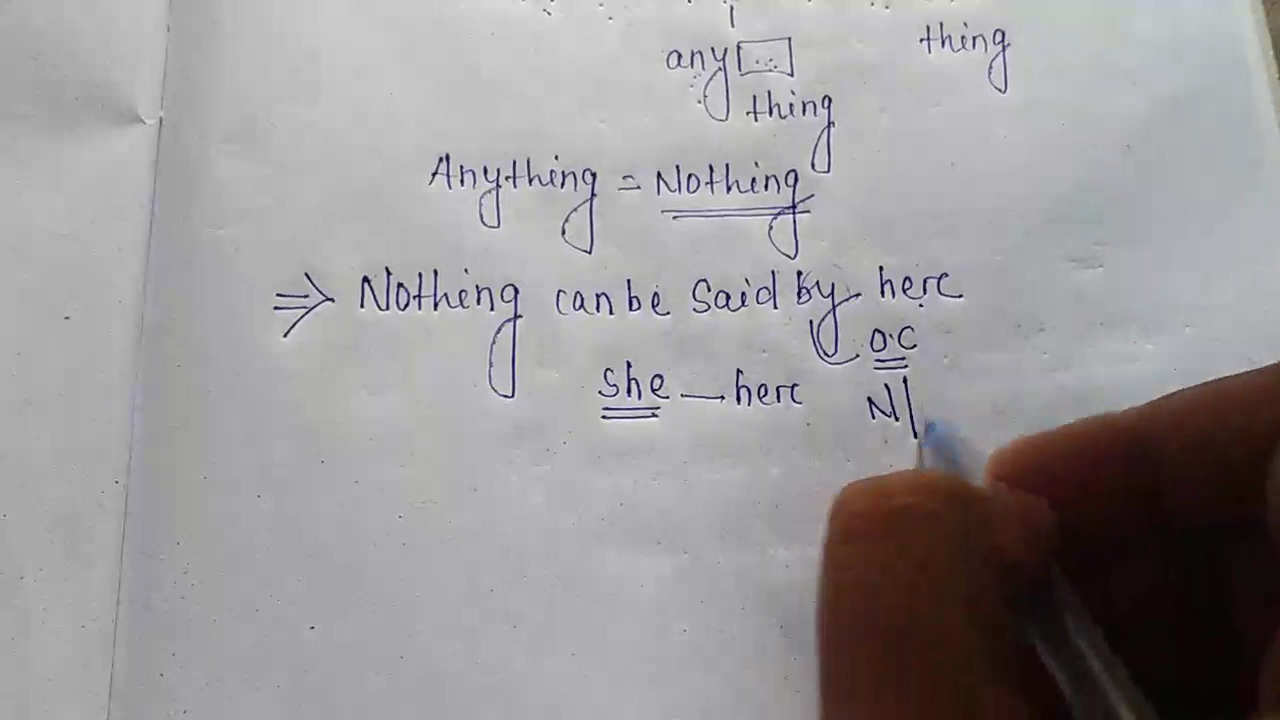 any ... thing
thing
Anything = Nothing
⇒ Nothing can be said by here
O.C
she — here N